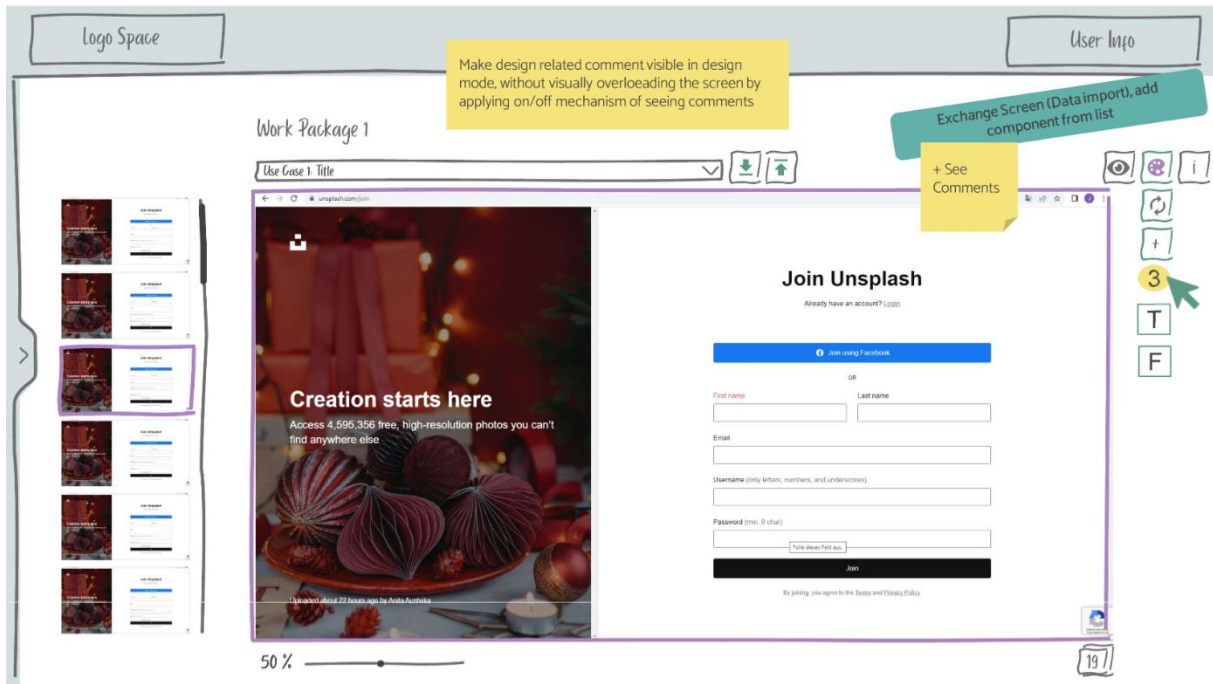 Logo Space
User Info
Make design related comment visible in design
mode, without visually overloeading the screen by
applying on/off mechanism of seeing comments
Exchange Screen (Data import), add
component from list
Work Package 1
Use Case 1: Title
+ See
Comments
i
unsplash.com/join
+
3
T
F
Join Unsplash
Already have an account? Login
Join using Facebook
OR
First name
Last name
Email
Username (only letters, numbers, and underscores)
Password (min. 8 char)
Fülle dieses Feld aus.
Join
By joining, you agree to the Terms and Privacy Policy.
Creation starts here
Access 4,595,356 free, high-resolution photos you can't
find anywhere else
Uploaded about 22 hours ago by Anita Austvika
50 %
19